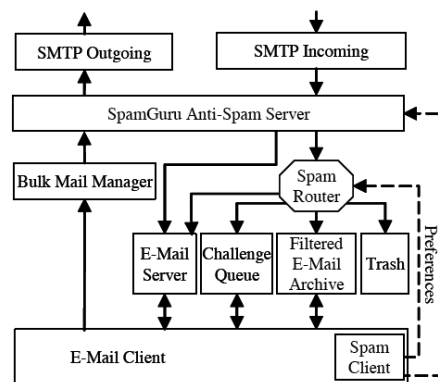 SMTP Outgoing
SMTP Incoming
SpamGuru Anti-Spam Server
Bulk Mail Manager
Spam
Router
E-Mail
Server
Challenge
Queue
Filtered
E-Mail
Archive
Trash
Preferences
E-Mail Client
Spam
Client